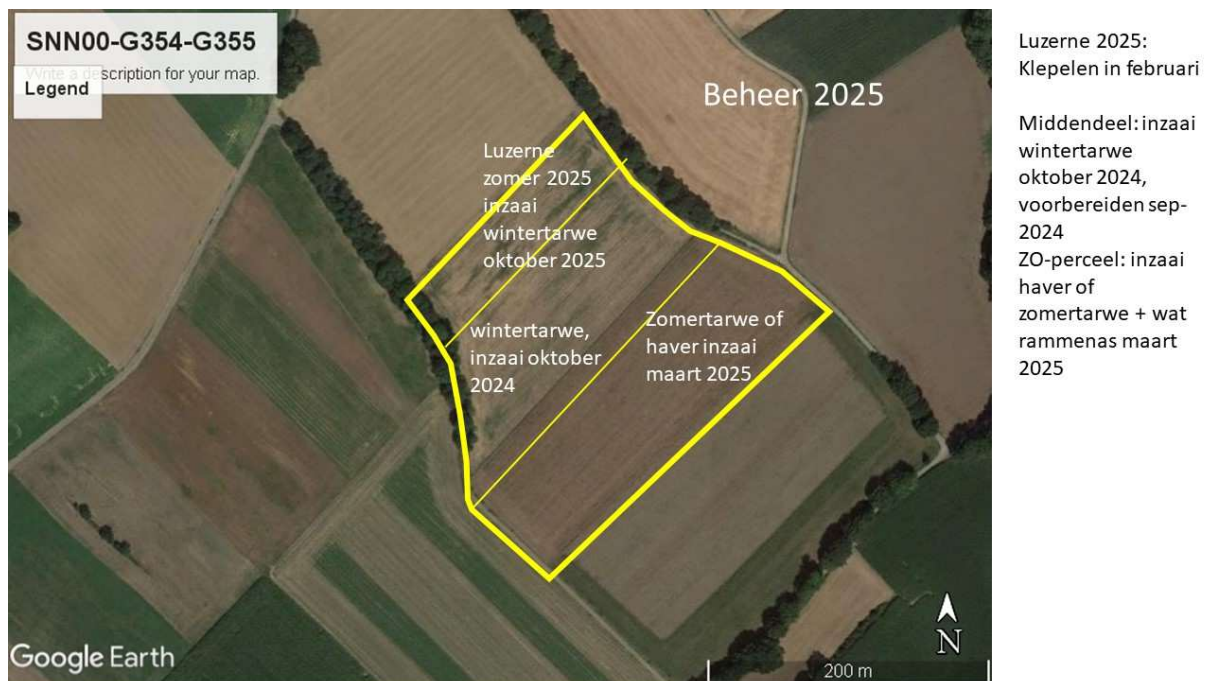 SNN00-G354-G355
Write a description for your map.
Legend
Beheer 2025
Luzerne
zomer 2025
inzaai
wintertarwe
oktober 2025
wintertarwe,
inzaai oktober
2024
Zomertarwe of
haver inzaai
maart 2025
Google Earth
N
200 m
Luzerne 2025:
Klepelen in februari
Middendeel: inzaai
wintertarwe
oktober 2024,
voorbereiden sep-
2024
ZO-perceel: inzaai
haver of
zomertarwe + wat
rammenas maart
2025